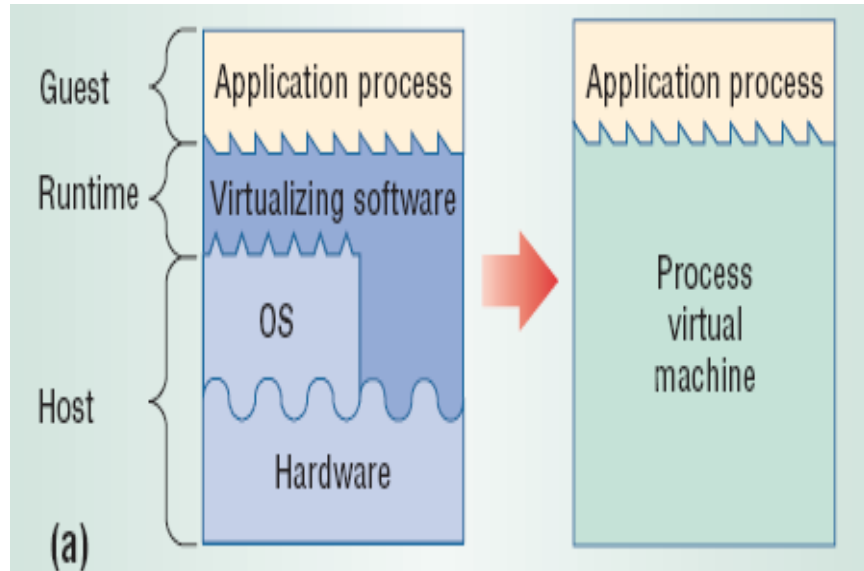 Guest
Application process
Runtime
Virtualizing software
OS
Host
Hardware
(a)
Application process
Process
virtual
machine